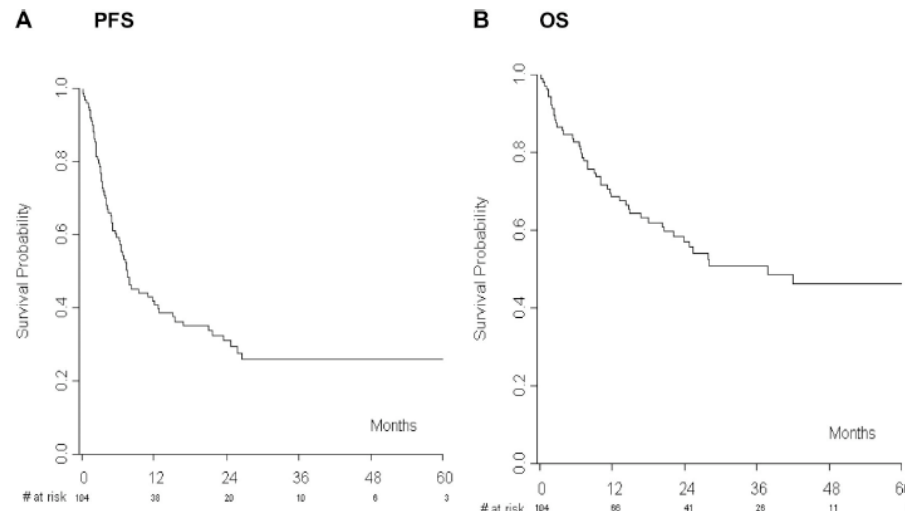 A PFS
Survival Probability
1.0
0.8
0.6
0.4
0.2
0.0
Months
0 12 24 36 48 60
# at risk 104 38 20 10 6 3
B OS
Survival Probability
1.0
0.8
0.6
0.4
0.2
0.0
Months
0 12 24 36 48 60
# at risk 104 66 41 26 11